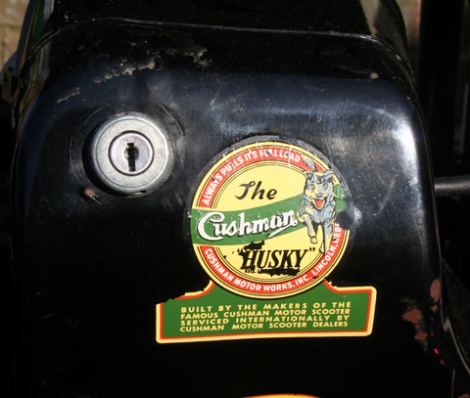 ALWAYS PULLS IT'S FULL LOAD
The
Cushman
"HUSKY"
CUSHMAN MOTOR WORKS, INC. LINCOLN, NEB.
BUILT BY THE MAKERS OF THE
FAMOUS CUSHMAN MOTOR SCOOTER
SERVICED INTERNATIONALLY BY
CUSHMAN MOTOR SCOOTER DEALERS